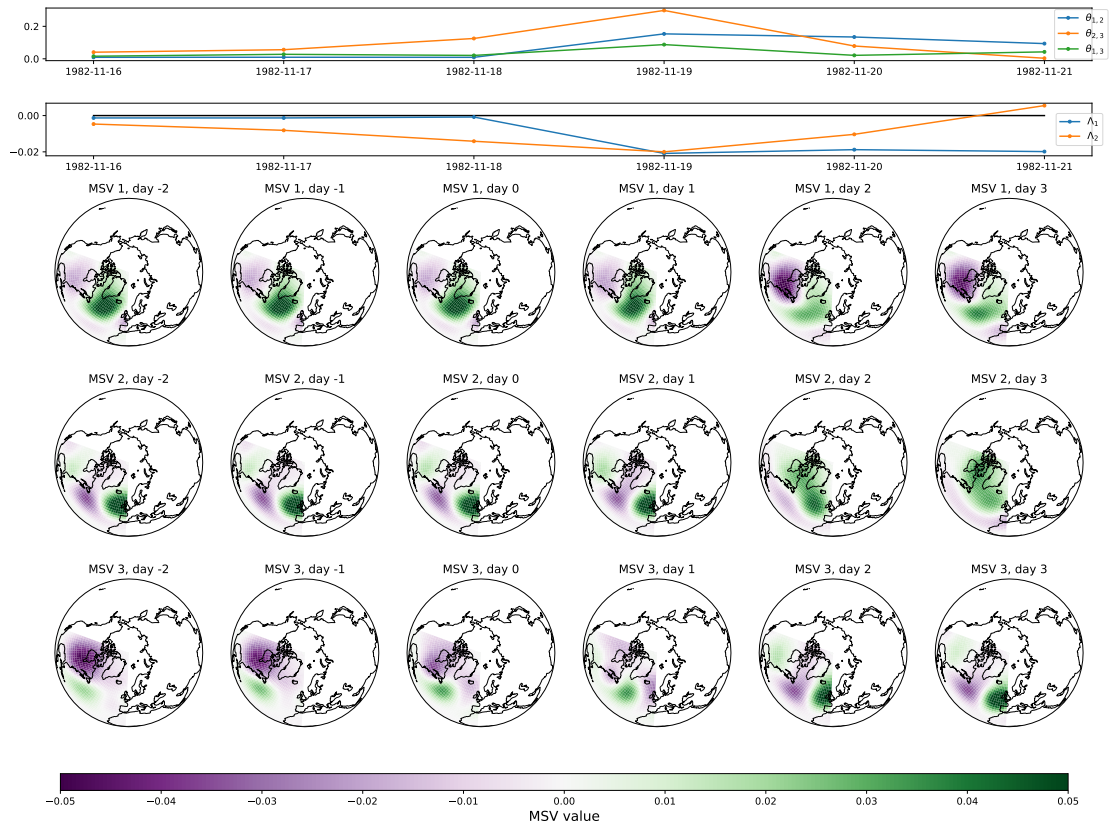 0.2
0.0
θ1,2
θ2,3
θ1,3
1982-11-16 1982-11-17 1982-11-18 1982-11-19 1982-11-20 1982-11-21
0.00
−0.02
Λ1
Λ2
1982-11-16 1982-11-17 1982-11-18 1982-11-19 1982-11-20 1982-11-21
MSV 1, day -2 MSV 1, day -1 MSV 1, day 0 MSV 1, day 1 MSV 1, day 2 MSV 1, day 3
MSV 2, day -2 MSV 2, day -1 MSV 2, day 0 MSV 2, day 1 MSV 2, day 2 MSV 2, day 3
MSV 3, day -2 MSV 3, day -1 MSV 3, day 0 MSV 3, day 1 MSV 3, day 2 MSV 3, day 3
−0.05 −0.04 −0.03 −0.02 −0.01 0.00 0.01 0.02 0.03 0.04 0.05
MSV value